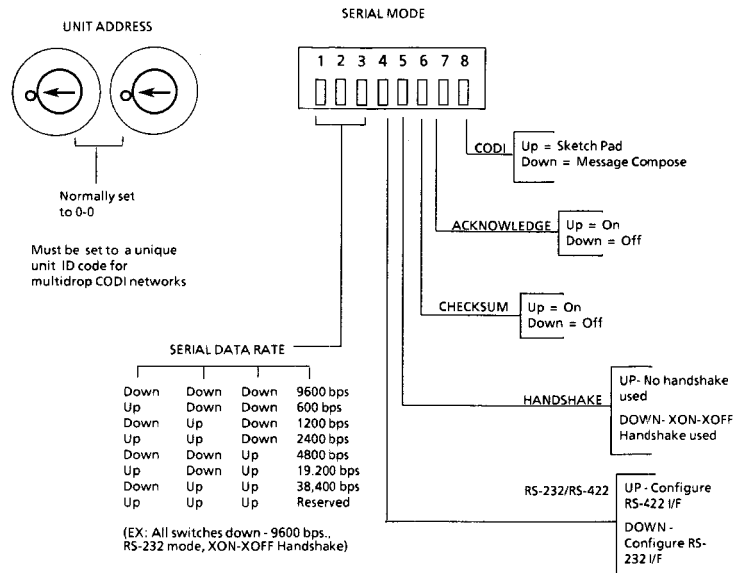 SERIAL MODE
UNIT ADDRESS
1 2 3 4 5 6 7 8
Normally set
to 0-0
Must be set to a unique
unit ID code for
multidrop CODI networks
CODI
Up = Sketch Pad
Down = Message Compose
ACKNOWLEDGE
Up = On
Down = Off
CHECKSUM
Up = On
Down = Off
HANDSHAKE
UP- No handshake
used
DOWN- XON-XOFF
Handshake used
RS-232/RS-422
UP - Configure
RS-422 I/F
DOWN -
Configure RS-
232 I/F
SERIAL DATA RATE
Down Down Down 9600 bps
Up Down Down 600 bps
Down Up Down 1200 bps
Up Up Down 2400 bps
Down Down Up 4800 bps
Up Down Up 19.200 bps
Down Up Up 38,400 bps
Up Up Up Reserved
(EX: All switches down - 9600 bps.,
RS-232 mode, XON-XOFF Handshake)